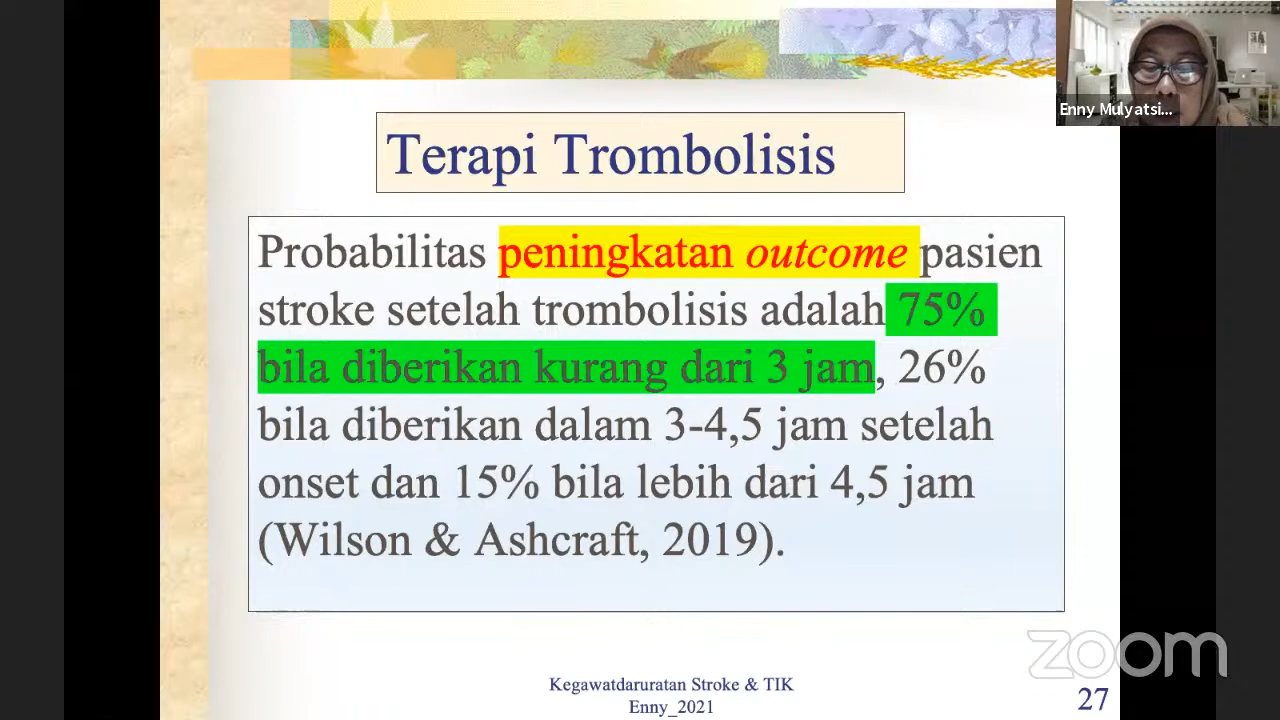 Enny Mulyatsi...
Terapi Trombolisis
Probabilitas peningkatan outcome pasien
stroke setelah trombolisis adalah 75%
bila diberikan kurang dari 3 jam, 26%
bila diberikan dalam 3-4,5 jam setelah
onset dan 15% bila lebih dari 4,5 jam
(Wilson & Ashcraft, 2019).
zoom
Kegawatdaruratan Stroke & TIK
Enny_2021
27